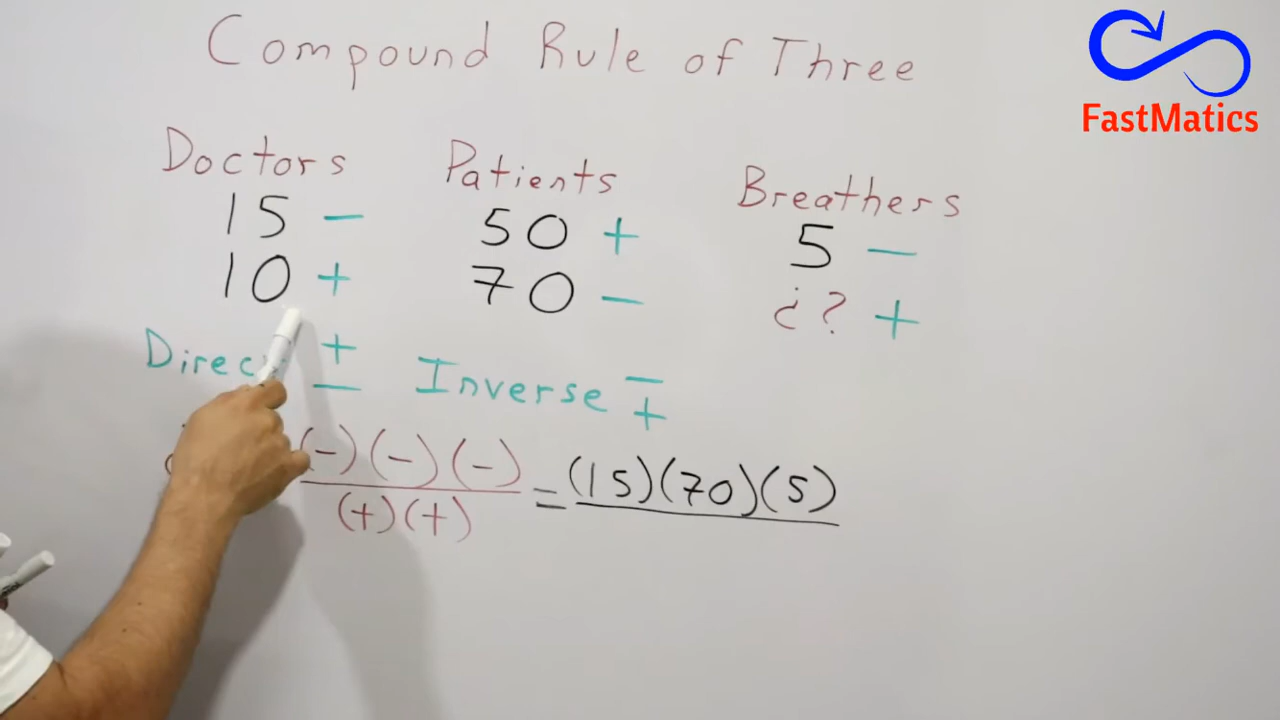 Compound Rule of Three
FastMatics
Doctors Patients Breathers
15 - 50 + 5 -
10 + 70 - ¿? +
+
- Inverse -
+
(-)(-)(-) = (15)(70)(5)
(+)(+)